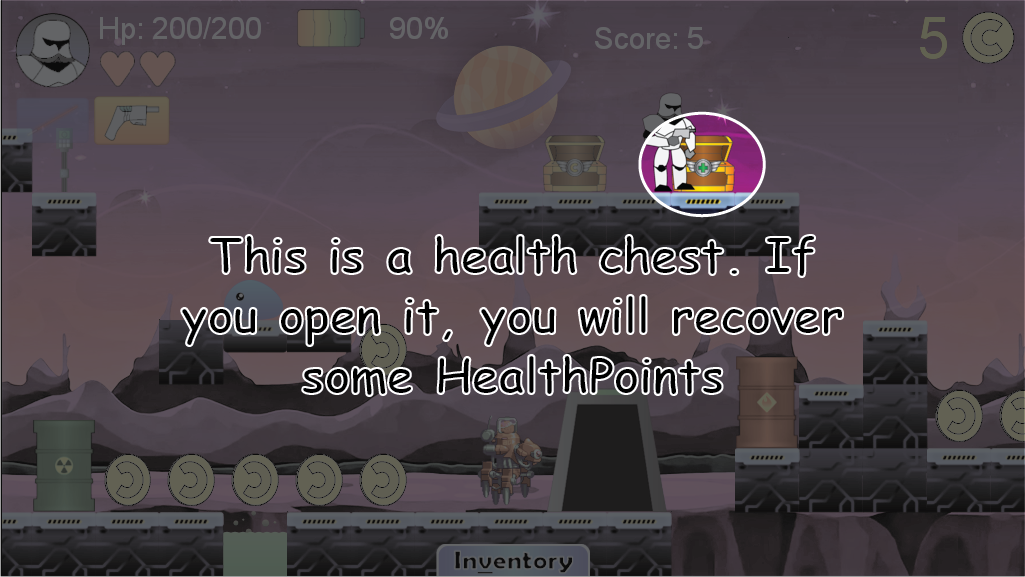 Hp: 200/200 90% Score: 5 5
This is a health chest. If
you open it, you will recover
some HealthPoints
Inventory